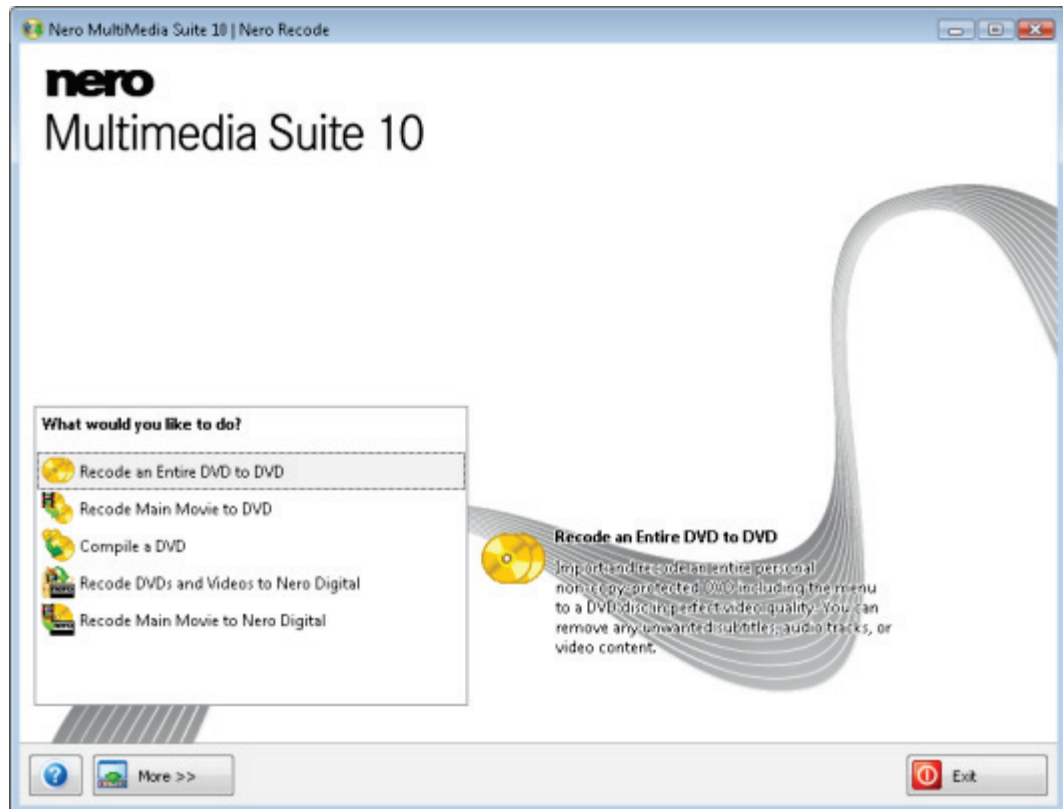 Nero MultiMedia Suite 10 | Nero Recode
nero
Multimedia Suite 10
What would you like to do?
Recode an Entire DVD to DVD
Recode Main Movie to DVD
Compile a DVD
Recode DVDs and Videos to Nero Digital
Recode Main Movie to Nero Digital
Recode an Entire DVD to DVD
Import and recode an entire personal
non-copy-protected DVD including the menu
to a DVD disc in perfect video quality. You can
remove any unwanted subtitles, audio tracks, or
video content.
More >>
Exit